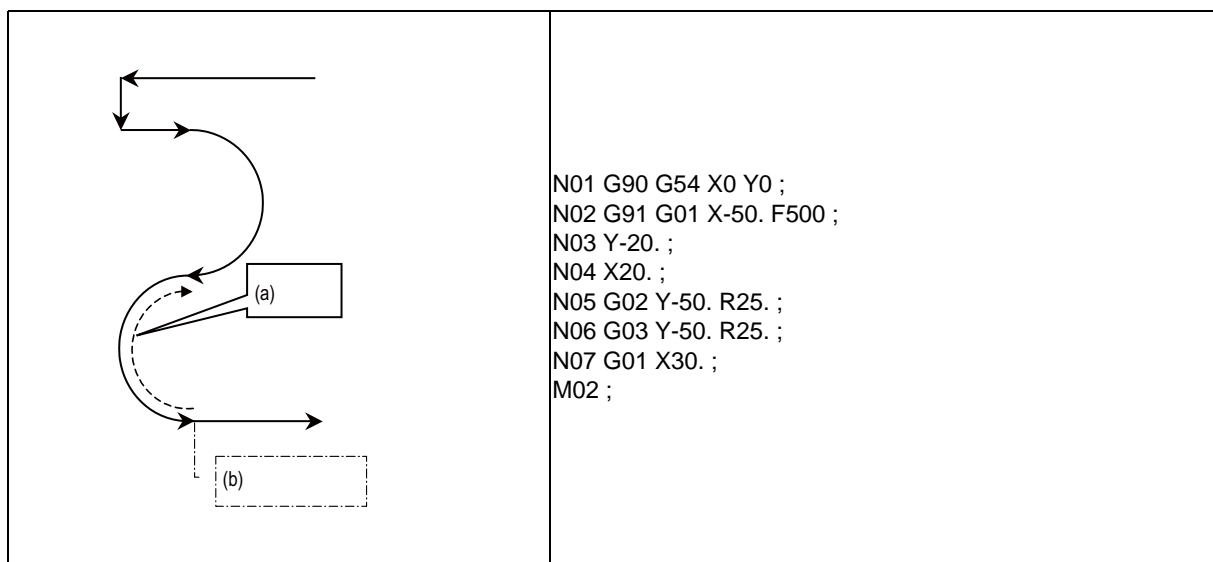 (a)
(b)
N01 G90 G54 X0 Y0 ;
N02 G91 G01 X-50. F500 ;
N03 Y-20. ;
N04 X20. ;
N05 G02 Y-50. R25. ;
N06 G03 Y-50. R25. ;
N07 G01 X30. ;
M02 ;